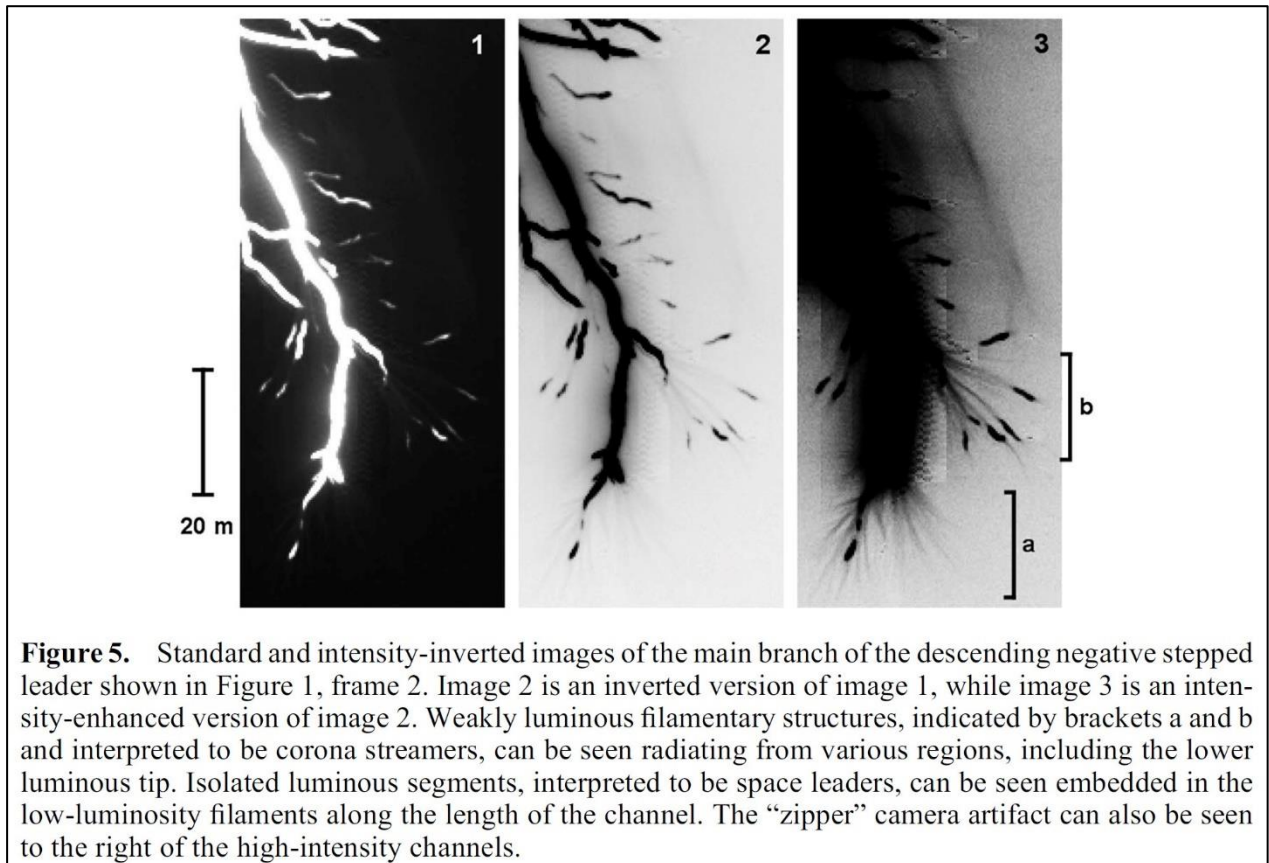 1
2
3
20 m
b
a
Figure 5. Standard and intensity-inverted images of the main branch of the descending negative stepped
leader shown in Figure 1, frame 2. Image 2 is an inverted version of image 1, while image 3 is an inten-
sity-enhanced version of image 2. Weakly luminous filamentary structures, indicated by brackets a and b
and interpreted to be corona streamers, can be seen radiating from various regions, including the lower
luminous tip. Isolated luminous segments, interpreted to be space leaders, can be seen embedded in the
low-luminosity filaments along the length of the channel. The “zipper” camera artifact can also be seen
to the right of the high-intensity channels.